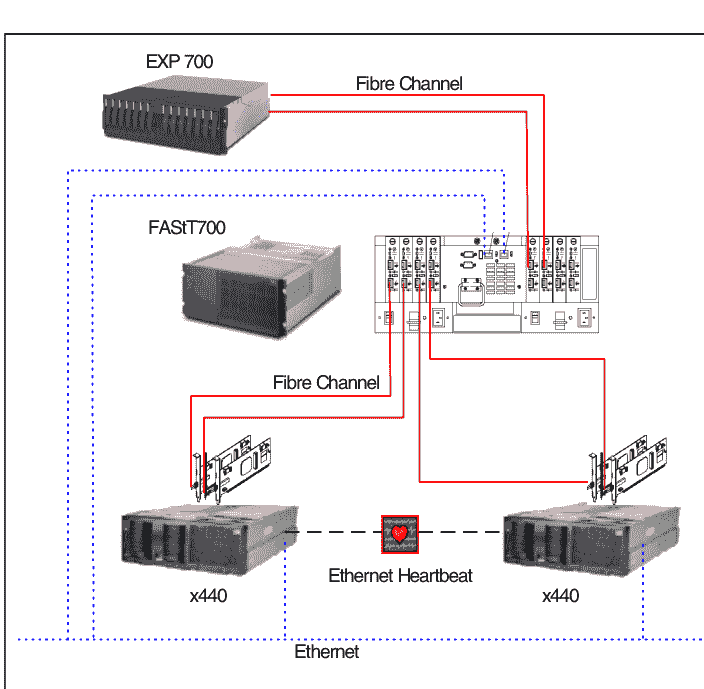 EXP 700
Fibre Channel
FAStT700
Fibre Channel
Ethernet Heartbeat
x440
x440
Ethernet